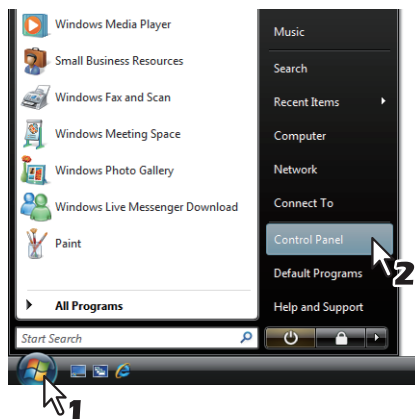 Windows Media Player
Small Business Resources
Windows Fax and Scan
Windows Meeting Space
Windows Photo Gallery
Windows Live Messenger Download
Paint
All Programs
Start Search
Music
Search
Recent Items
Computer
Network
Connect To
Control Panel
Default Programs
Help and Support
2
1